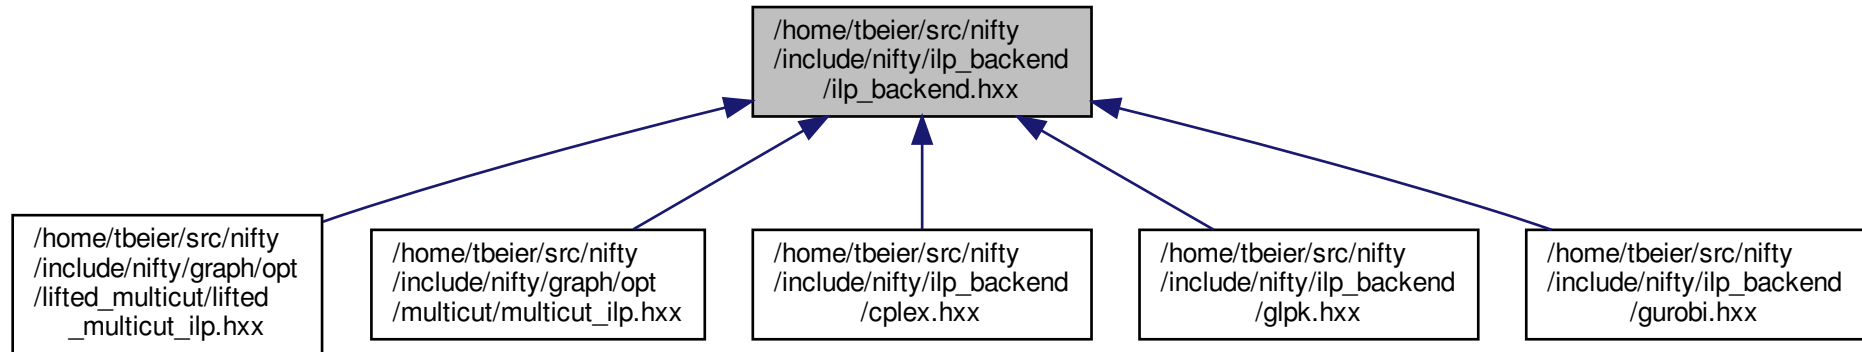 /home/tbeier/src/nifty
/include/nifty/ilp_backend
/ilp_backend.hxx
/home/tbeier/src/nifty
/include/nifty/graph/opt
/lifted_multicut/lifted
_multicut_ilp.hxx
/home/tbeier/src/nifty
/include/nifty/graph/opt
/multicut/multicut_ilp.hxx
/home/tbeier/src/nifty
/include/nifty/ilp_backend
/cplex.hxx
/home/tbeier/src/nifty
/include/nifty/ilp_backend
/glpk.hxx
/home/tbeier/src/nifty
/include/nifty/ilp_backend
/gurobi.hxx